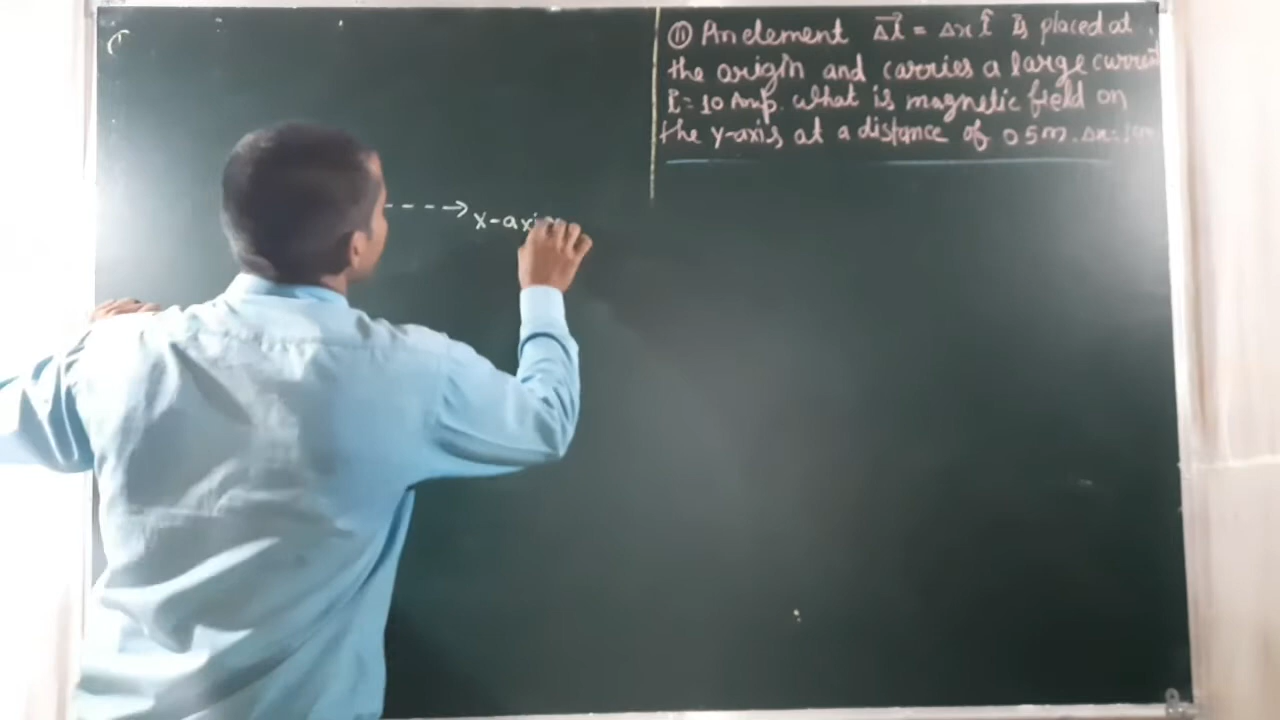 (11) An element Δl = Δx î is placed at
the origin and carries a large current
I = 10 Amp. what is magnetic field on
the y-axis at a distance of 0.5m. Δx = 1cm
X-axis